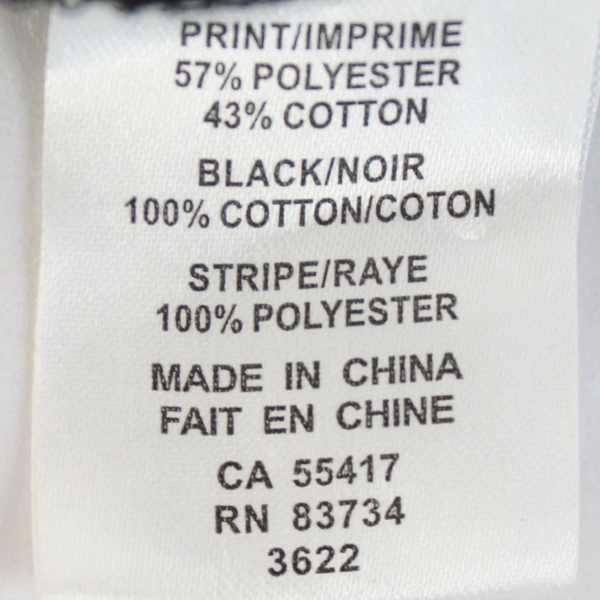 PRINT/IMPRIME
57% POLYESTER
43% COTTON
BLACK/NOIR
100% COTTON/COTON
STRIPE/RAYE
100% POLYESTER
MADE IN CHINA
FAIT EN CHINE
CA 55417
RN 83734
3622